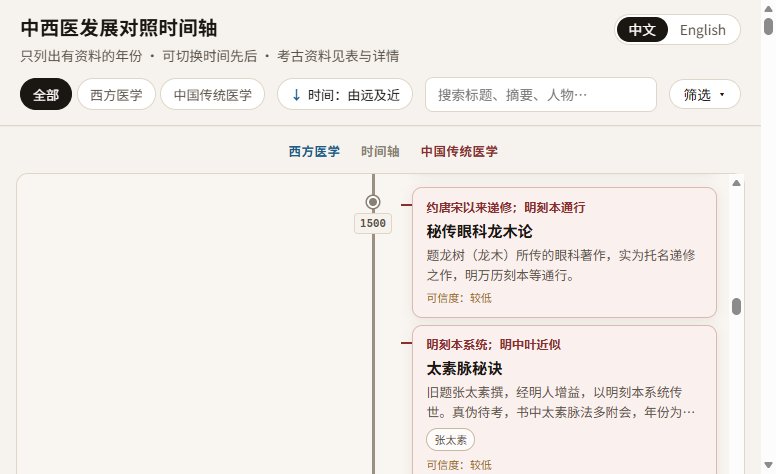 中西医发展对照时间轴
中文 English
只列出有资料的年份 · 可切换时间先后 · 考古资料见表与详情
全部 西方医学 中国传统医学 ↓ 时间：由远及近 搜索标题、摘要、人物… 筛选
西方医学 时间轴 中国传统医学
1500
约唐宋以来递修；明刻本通行
秘传眼科龙木论
题龙树（龙木）所传的眼科著作，实为托名递修
之作，明万历刻本等通行。
可信度：较低
明刻本系统；明中叶近似
太素脉秘诀
旧题张太素撰，经明人增益，以明刻本系统传
世。真伪待考，书中太素脉法多附会，年份为…
张太素
可信度：较低